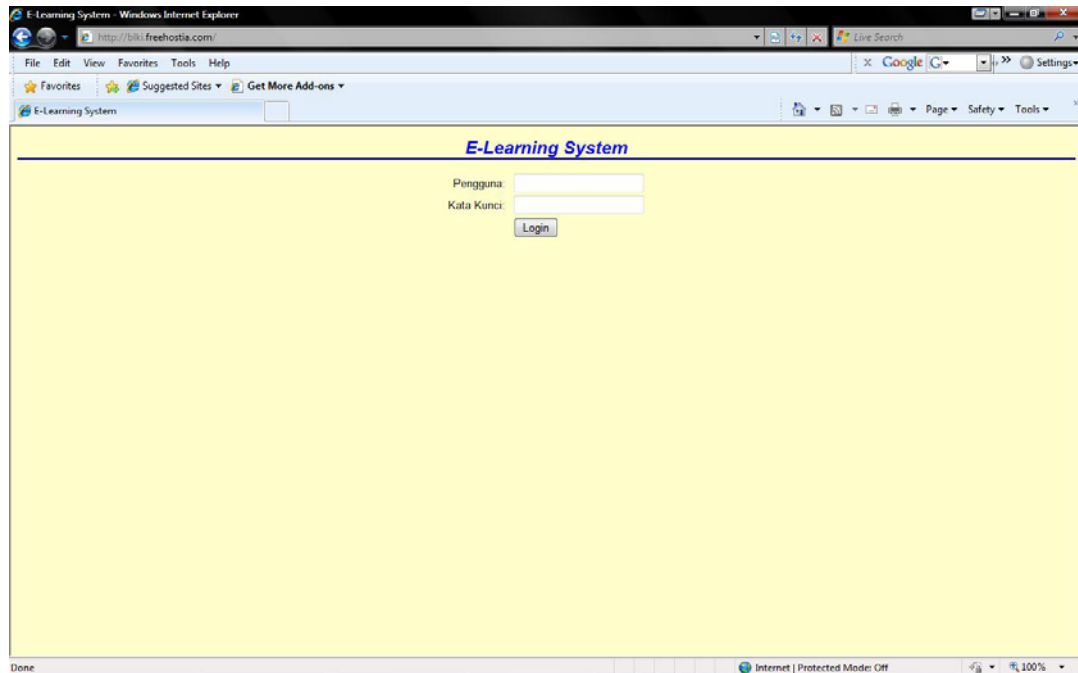 E-Learning System - Windows Internet Explorer
http://blki.freehostia.com/
Live Search
File Edit View Favorites Tools Help
x Google G
Settings
Favorites Suggested Sites Get More Add-ons
E-Learning System
Page Safety Tools
E-Learning System
Pengguna:
Kata Kunci:
Login
Done
Internet | Protected Mode: Off
100%